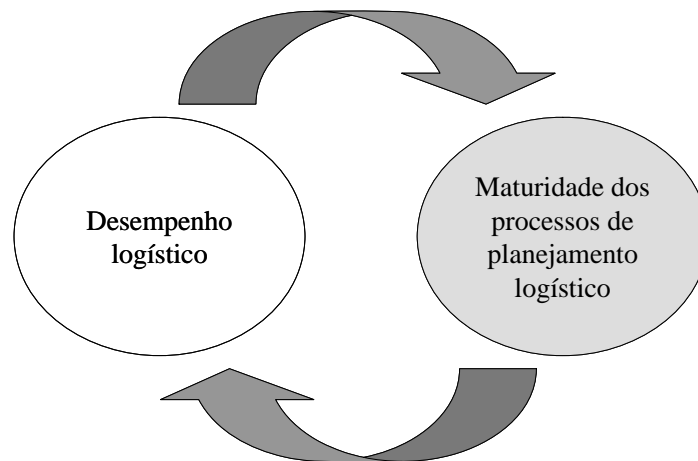 Desempenho
logístico
Maturidade dos
processos de
planejamento
logístico